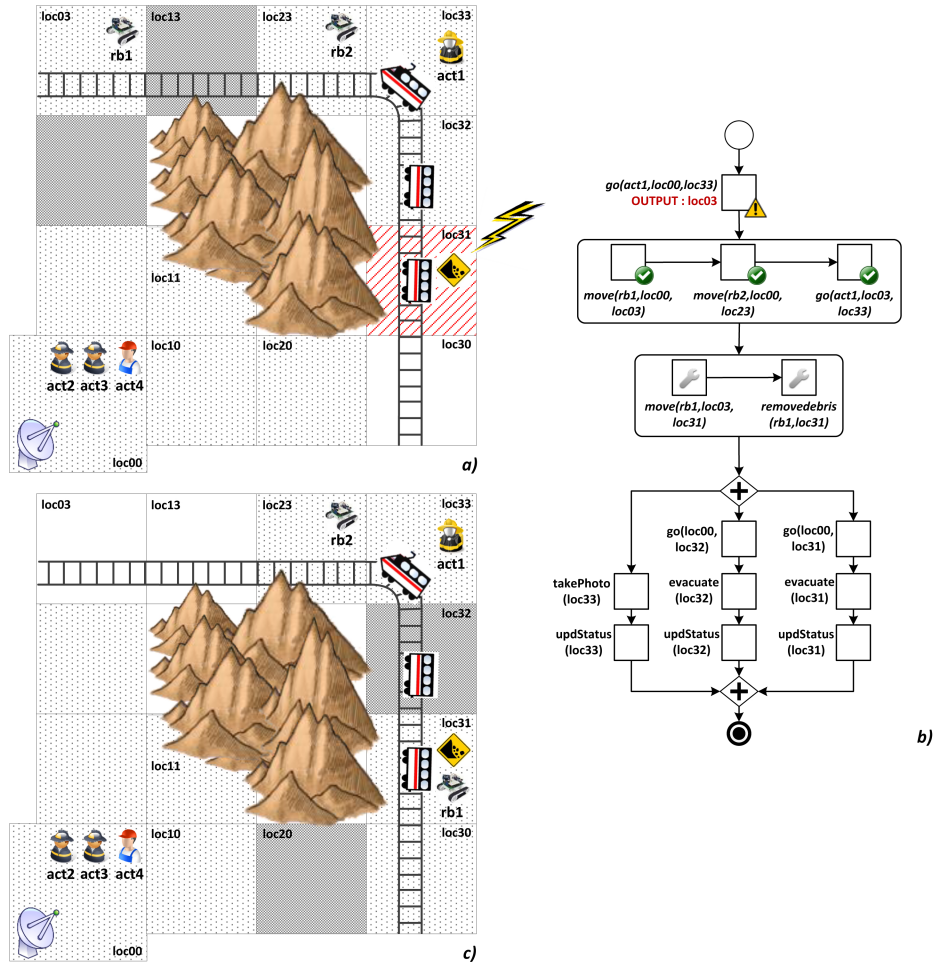 loc03
loc13
loc23
loc33
rb1
rb2
act1
loc32
loc31
loc11
loc10
loc20
loc30
act2
act3
act4
loc00
a)
go(act1,loc00,loc33)
OUTPUT : loc03
move(rb1,loc00,
loc03)
move(rb2,loc00,
loc23)
go(act1,loc03,
loc33)
move(rb1,loc03,
loc31)
removedebris
(rb1,loc31)
go(loc00,
loc32)
go(loc00,
loc31)
takePhoto
(loc33)
evacuate
(loc32)
evacuate
(loc31)
updStatus
(loc33)
updStatus
(loc32)
updStatus
(loc31)
b)
loc03
loc13
loc23
loc33
rb2
act1
loc32
loc31
loc11
rb1
loc10
loc20
loc30
act2
act3
act4
loc00
c)